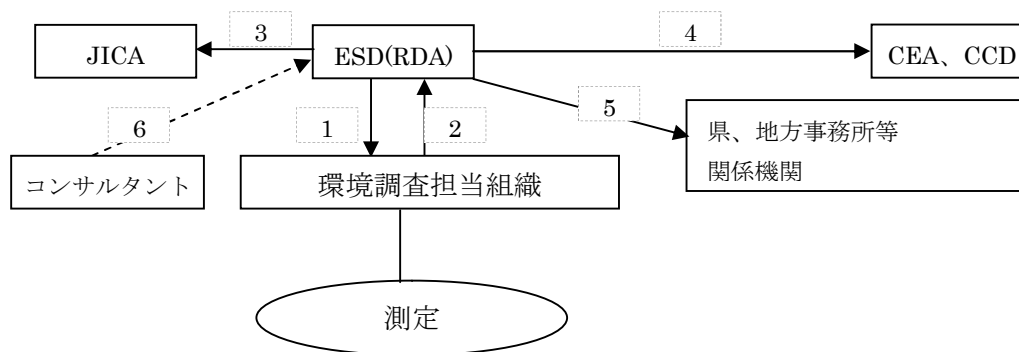 3
4
JICA
ESD(RDA)
CEA、CCD
6
1
2
5
コンサルタント
環境調査担当組織
県、地方事務所等
関係機関
測定